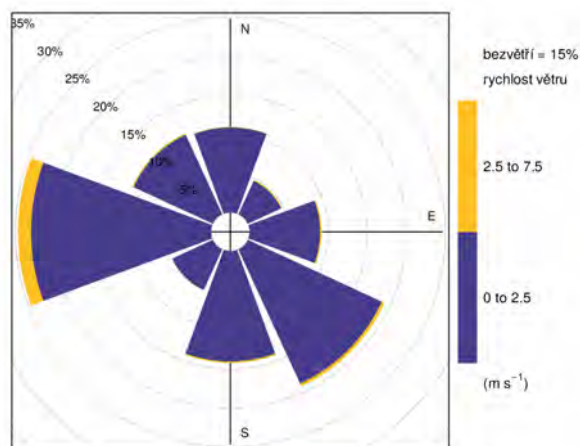 35%
30%
25%
20%
15%
10%
5%
N
E
S
bezvětří = 15%
rychlost větru
2.5 to 7.5
0 to 2.5
(m s⁻¹)